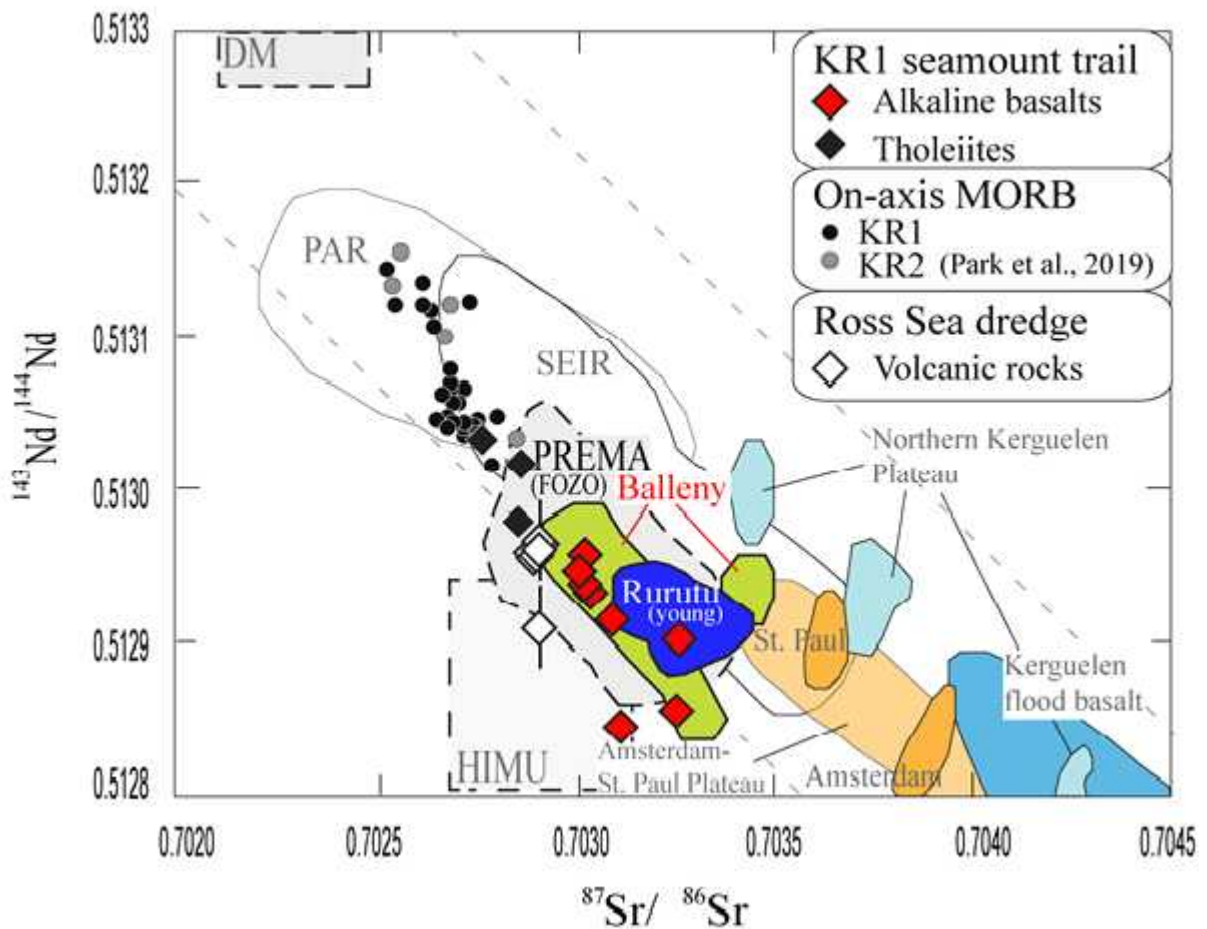 0.5133
0.5132
0.5131
0.5130
0.5129
0.5128
¹⁴³Nd/¹⁴⁴Nd
DM
KR1 seamount trail
Alkaline basalts
Tholeiites
On-axis MORB
KR1
KR2 (Park et al., 2019)
Ross Sea dredge
Volcanic rocks
PAR
SEIR
PREMA
(FOZO)
Balleny
Northern Kerguelen
Plateau
Rurutu
(young)
St. Paul
Kerguelen
flood basalt
HIMU
Amsterdam-
St. Paul Plateau
Amsterdam
0.7020
0.7025
0.7030
0.7035
0.7040
0.7045
⁸⁷Sr/ ⁸⁶Sr